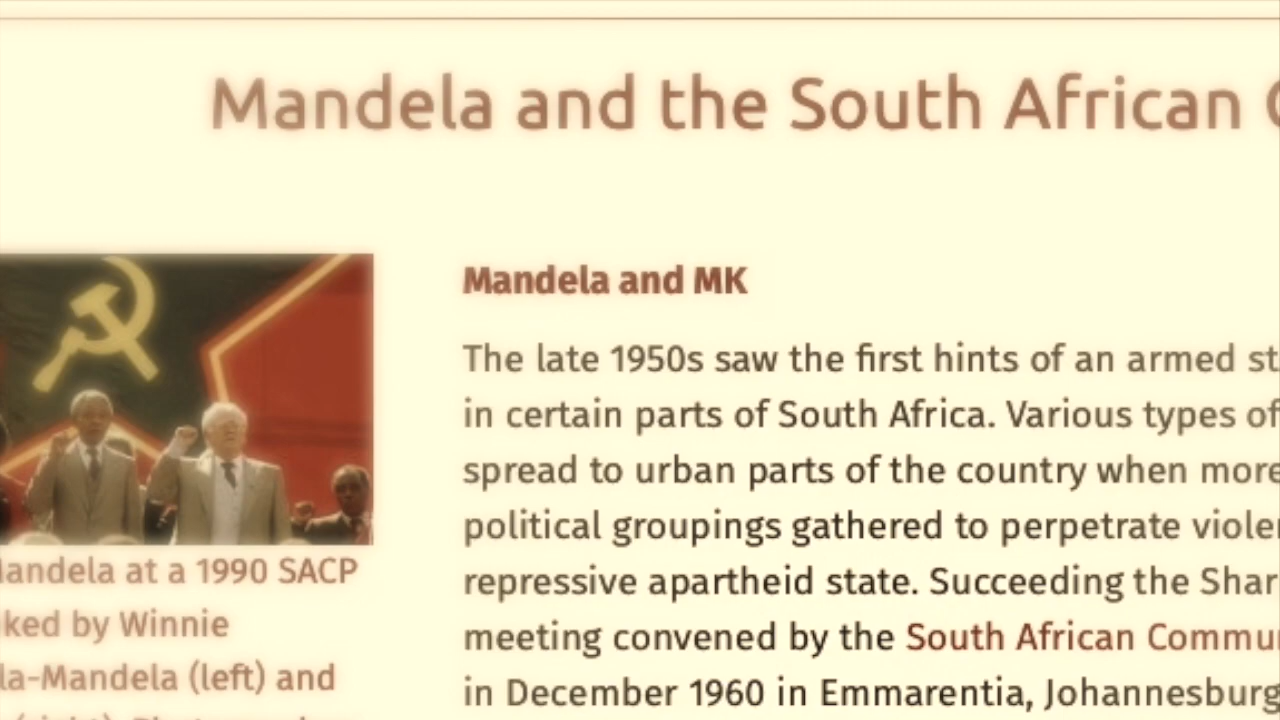 Mandela and the South African
Mandela and MK
The late 1950s saw the first hints of an armed st
in certain parts of South Africa. Various types of
spread to urban parts of the country when more
political groupings gathered to perpetrate viole
repressive apartheid state. Succeeding the Shar
meeting convened by the South African Commu
in December 1960 in Emmarentia, Johannesburg
andela at a 1990 SACP
ked by Winnie
la-Mandela (left) and